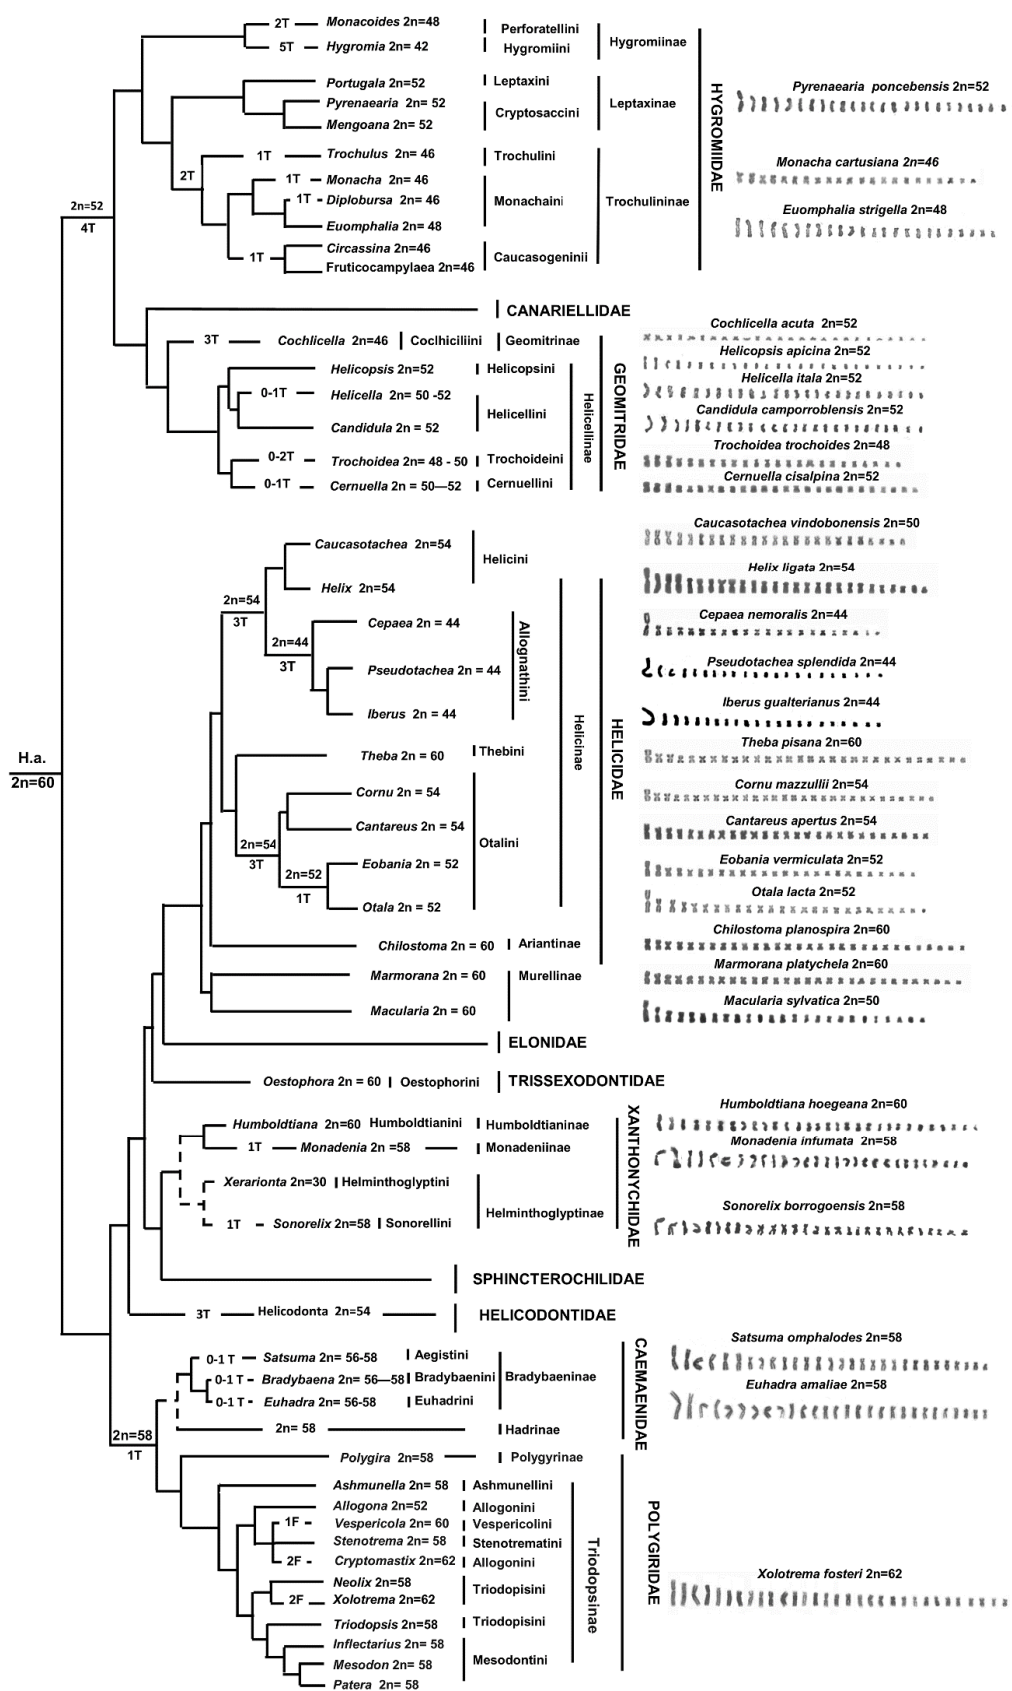 2T Monacoides 2n=48 Perforatellini
5T Hygromia 2n= 42 Hygromiini Hygromiinae
Portugala 2n=52 Leptaxini
Pyrenaearia 2n= 52 Cryptosaccini Leptaxinae
Mengoana 2n= 52
1T Trochulus 2n= 46 Trochulini
2T
1T Monacha 2n= 46
1T Diplobursa 2n= 46 Monachaini Trochulininae
Euomphalia 2n= 48
Circassina 2n=46
1T Caucasogeninii
Fruticocampylaea 2n=46
HYGROMIIDAE
Pyrenaearia poncebensis 2n=52
Monacha cartusiana 2n=46
Euomphalia strigella 2n=48
2n=52
4T
CANARIELLIDAE
3T Cochlicella 2n=46 Coclhiciliini Geomitrinae
Helicopsis 2n=52 Helicopsini
0-1T Helicella 2n= 50 -52 Helicellini
Candidula 2n = 52
0-2T Trochoidea 2n= 48 - 50 Trochoideini
0-1T Cernuella 2n = 50—52 Cernuellini
Helicellinae
GEOMITRIDAE
Cochlicella acuta 2n=52
Helicopsis apicina 2n=52
Helicella itala 2n=52
Candidula camporroblensis 2n=52
Trochoidea trochoides 2n=48
Cernuella cisalpina 2n=52
Caucasotachea 2n=54 Helicini
Helix 2n=54
2n=54
3T
Cepaea 2n = 44
2n=44
3T
Pseudotachea 2n = 44
Iberus 2n = 44
Allognathini
Theba 2n = 60 Thebini
Cornu 2n = 54
Cantareus 2n = 54 Otalini
2n=54
3T
Eobania 2n = 52
2n=52
1T
Otala 2n = 52
Helicinae
Chilostoma 2n = 60 Ariantinae
Marmorana 2n = 60 Murellinae
Macularia 2n = 60
HELICIDAE
Caucasotachea vindobonensis 2n=50
Helix ligata 2n=54
Cepaea nemoralis 2n=44
Pseudotachea splendida 2n=44
Iberus gualterianus 2n=44
Theba pisana 2n=60
Cornu mazzullii 2n=54
Cantareus apertus 2n=54
Eobania vermiculata 2n=52
Otala lacta 2n=52
Chilostoma planospira 2n=60
Marmorana platychela 2n=60
Macularia sylvatica 2n=50
H.a.
2n=60
ELONIDAE
Oestophora 2n = 60 Oestophorini TRISSEXODONTIDAE
Humboldtiana 2n=60 Humboldtianini Humboldtianinae
1T Monadenia 2n =58 Monadeniinae
Xerarionta 2n=30 Helminthoglyptini
Helminthoglyptinae
1T Sonorelix 2n=58 Sonorellini
XANTHONYCHIDAE
Humboldtiana hoegeana 2n=60
Monadenia infumata 2n=58
Sonorelix borrogoensis 2n=58
SPHINCTEROCHILIDAE
3T Helicodonta 2n=54 HELICODONTIDAE
0-1 T Satsuma 2n= 56-58 Aegistini
0-1 T Bradybaena 2n= 56—58 Bradybaenini Bradybaeninae
0-1 T Euhadra 2n= 56-58 Euhadrini
2n= 58 Hadrinae
CAEMAENIDAE
Satsuma omphalodes 2n=58
Euhadra amaliae 2n=58
2n=58
1T
Polygira 2n=58 Polygyrinae
Ashmunella 2n= 58 Ashmunellini
Allogona 2n=52 Allogonini
1F Vespericola 2n= 60 Vespericolini
Stenotrema 2n= 58 Stenotrematini
2F Cryptomastix 2n=62 Allogonini
Neolix 2n=58 Triodopisini
2F Xolotrema 2n=62
Triodopsis 2n=58 Triodopisini
Inflectarius 2n= 58
Mesodon 2n= 58 Mesodontini
Patera 2n= 58
Triodopsinae
POLYGIRIDAE
Xolotrema fosteri 2n=62